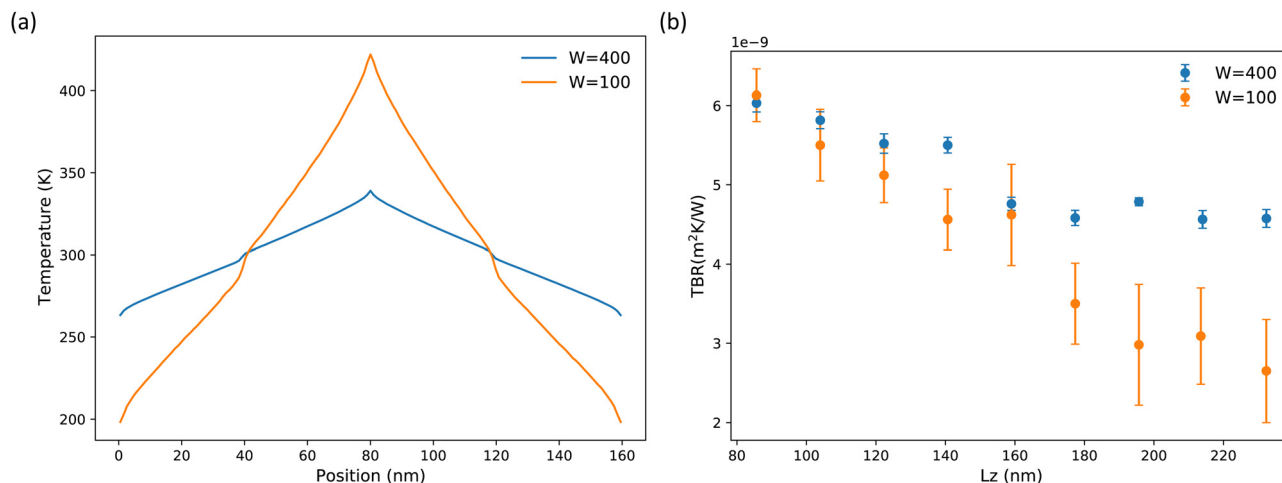 (a)
W=400
W=100
Temperature (K)
400
350
300
250
200
0 20 40 60 80 100 120 140 160
Position (nm)
(b)
1e−9
W=400
W=100
TBR(m²K/W)
6
5
4
3
2
80 100 120 140 160 180 200 220
Lz (nm)